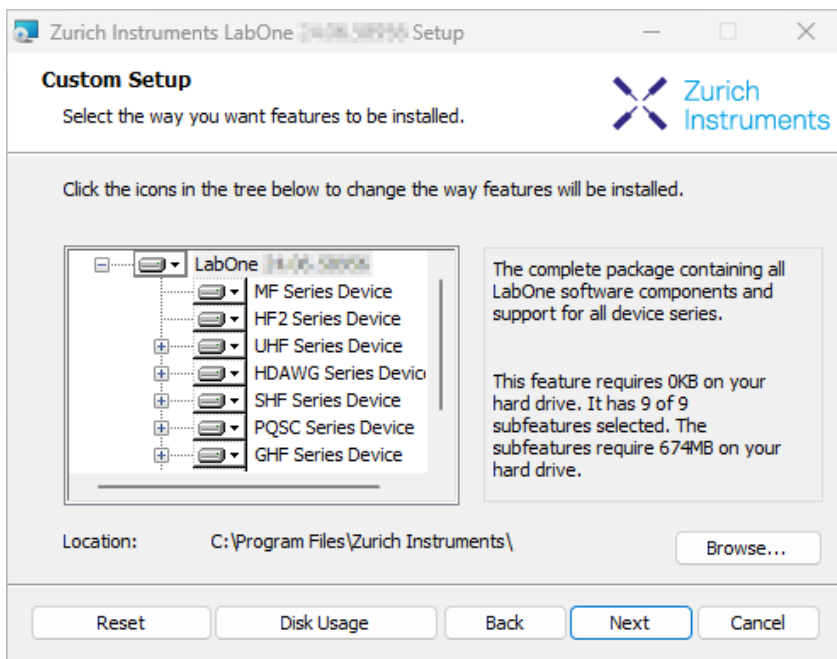 Zurich Instruments LabOne Setup
Custom Setup
Select the way you want features to be installed.
Zurich
Instruments
Click the icons in the tree below to change the way features will be installed.
LabOne
MF Series Device
HF2 Series Device
UHF Series Device
HDAWG Series Devic
SHF Series Device
PQSC Series Device
GHF Series Device
The complete package containing all
LabOne software components and
support for all device series.
This feature requires 0KB on your
hard drive. It has 9 of 9
subfeatures selected. The
subfeatures require 674MB on your
hard drive.
Location: C:\Program Files\Zurich Instruments\
Browse...
Reset Disk Usage Back Next Cancel